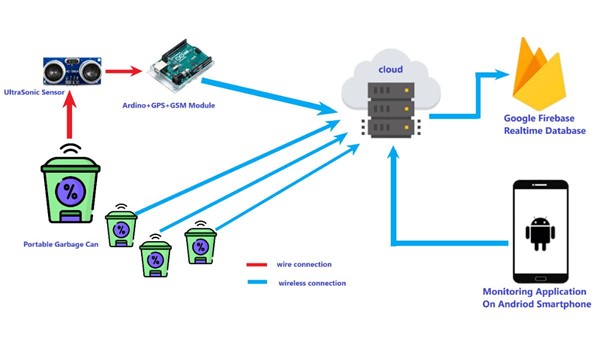 cloud
UltraSonic Sensor
Ardino+GPS+GSM Module
Google Firebase
Realtime Database
%
%
%
%
Portable Garbage Can
wire connection
wireless connection
Monitoring Application
On Andriod Smartphone